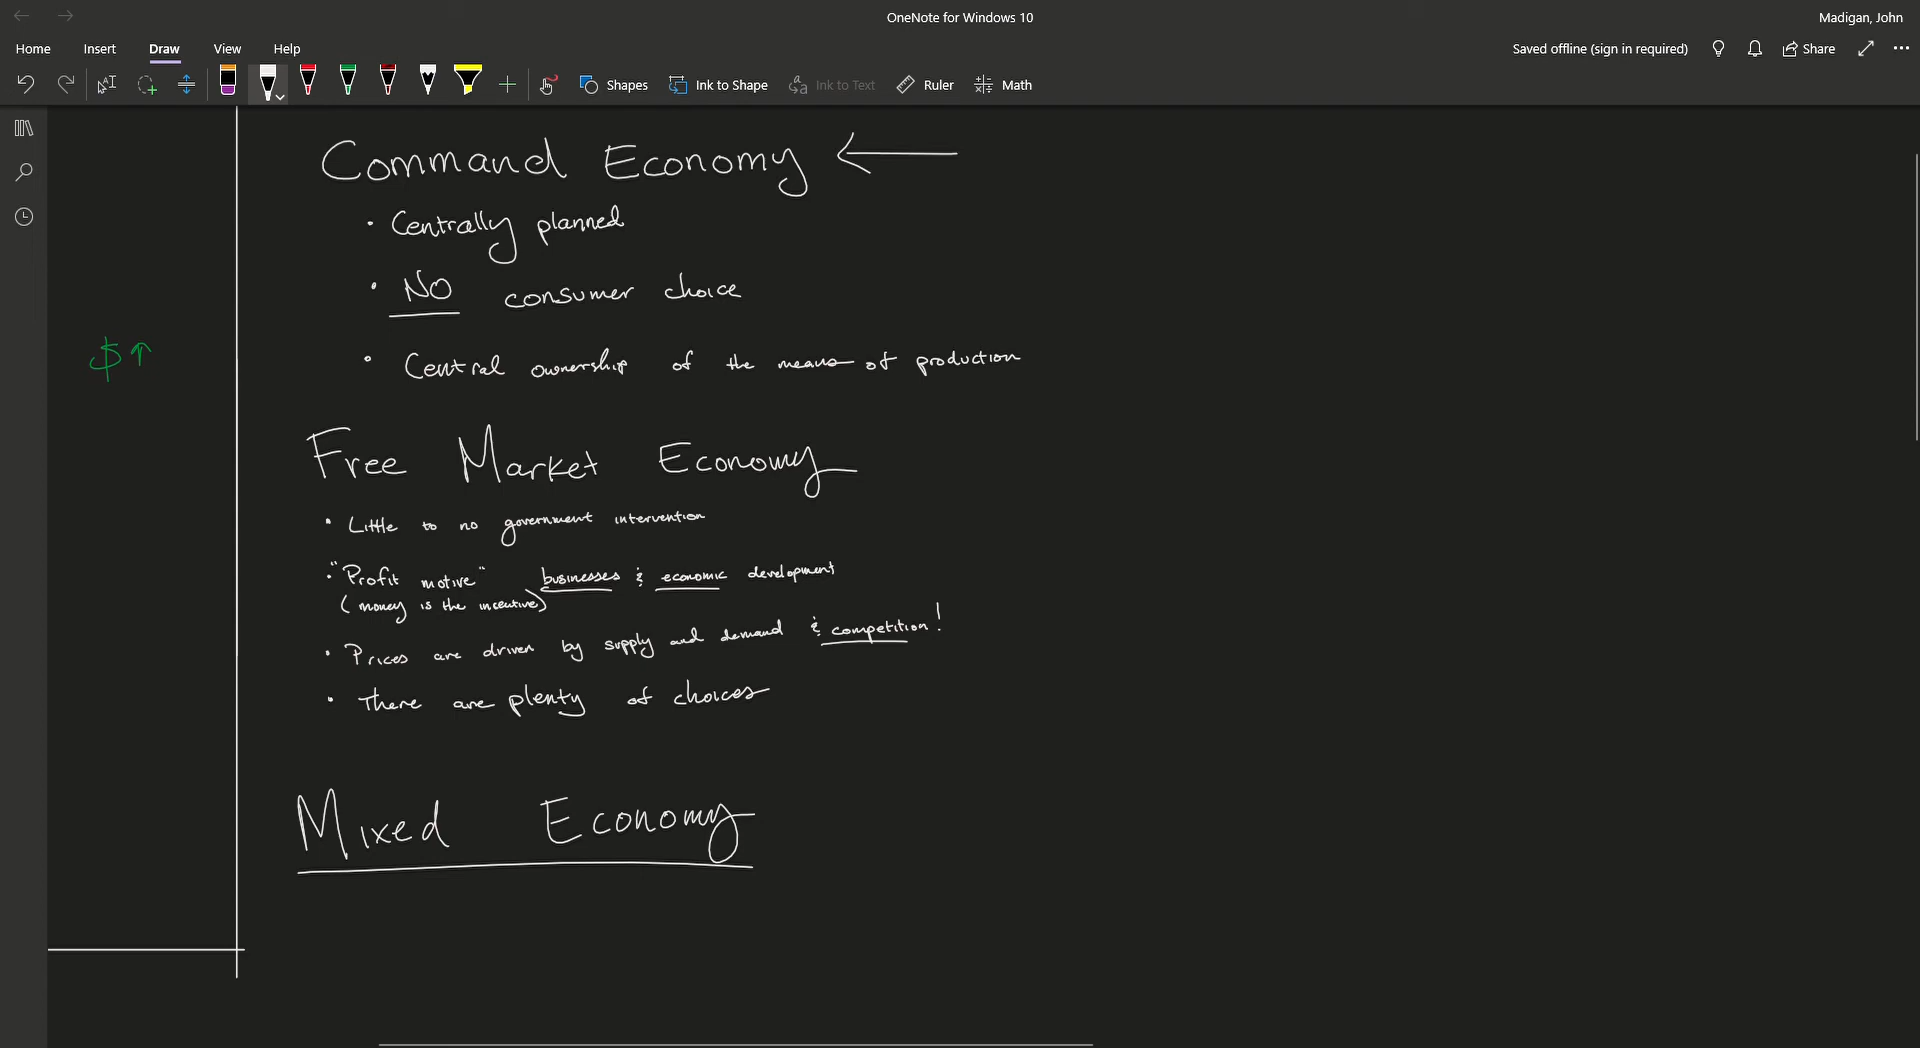 OneNote for Windows 10
Madigan, John
Home Insert Draw View Help
Saved offline (sign in required) Share
Shapes Ink to Shape Ink to Text Ruler Math
Command Economy ←
• Centrally planned
• NO consumer choice
$↑
• Central ownership of the means of production
Free Market Economy
• Little to no government intervention
• "Profit motive" businesses & economic development
(money is the incentive)
• Prices are driven by supply and demand & competition!
• There are plenty of choices
Mixed Economy